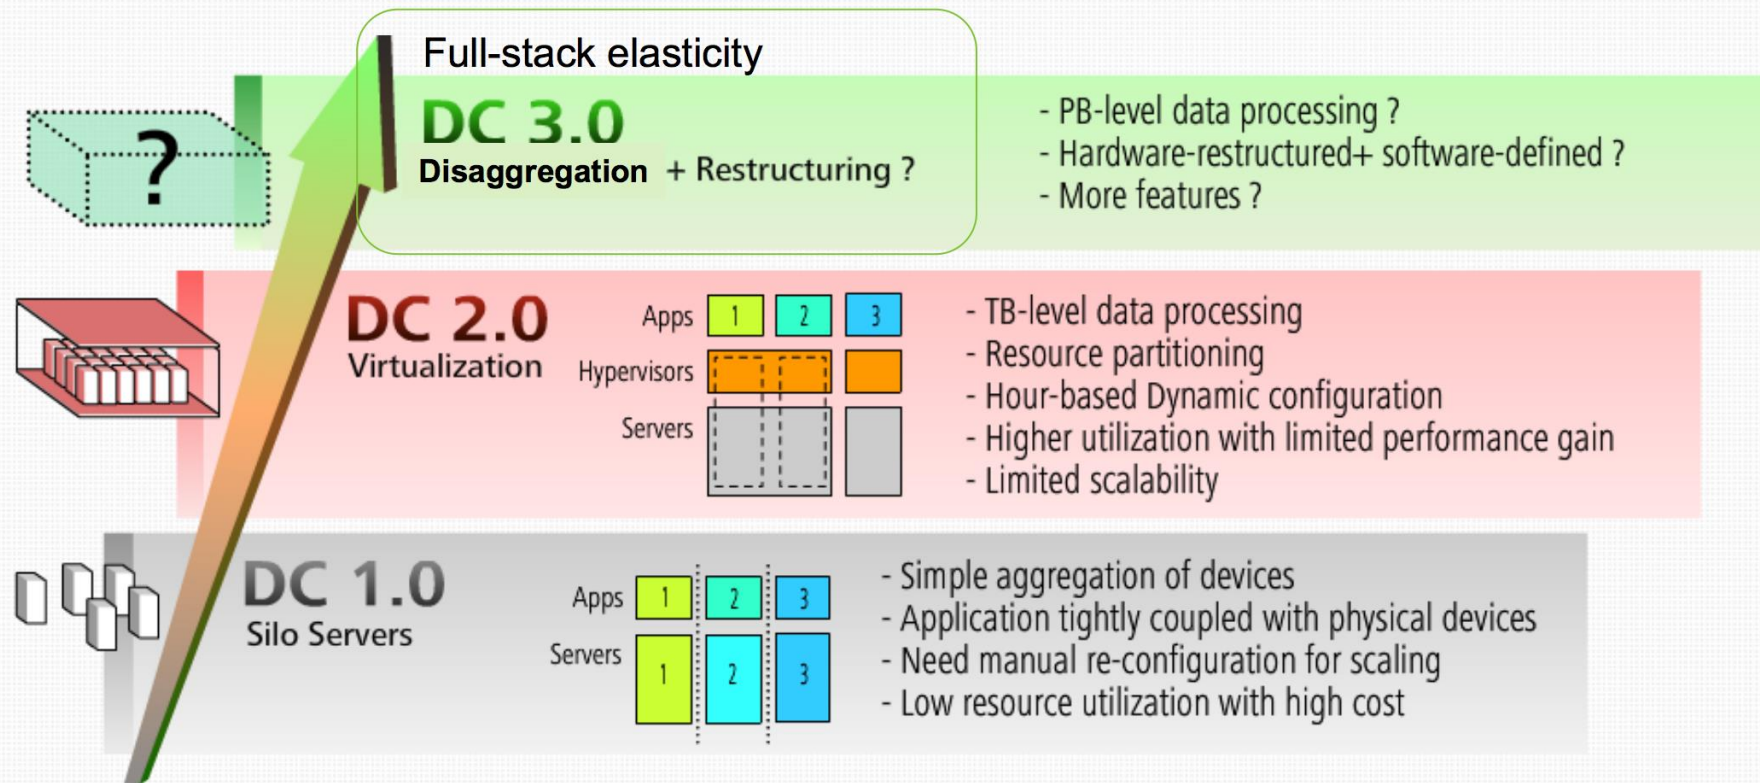 Full-stack elasticity
?
DC 3.0
Disaggregation + Restructuring ?
- PB-level data processing ?
- Hardware-restructured+ software-defined ?
- More features ?
DC 2.0
Virtualization
Apps 1 2 3
Hypervisors
Servers
- TB-level data processing
- Resource partitioning
- Hour-based Dynamic configuration
- Higher utilization with limited performance gain
- Limited scalability
DC 1.0
Silo Servers
Apps 1 2 3
Servers 1 2 3
- Simple aggregation of devices
- Application tightly coupled with physical devices
- Need manual re-configuration for scaling
- Low resource utilization with high cost